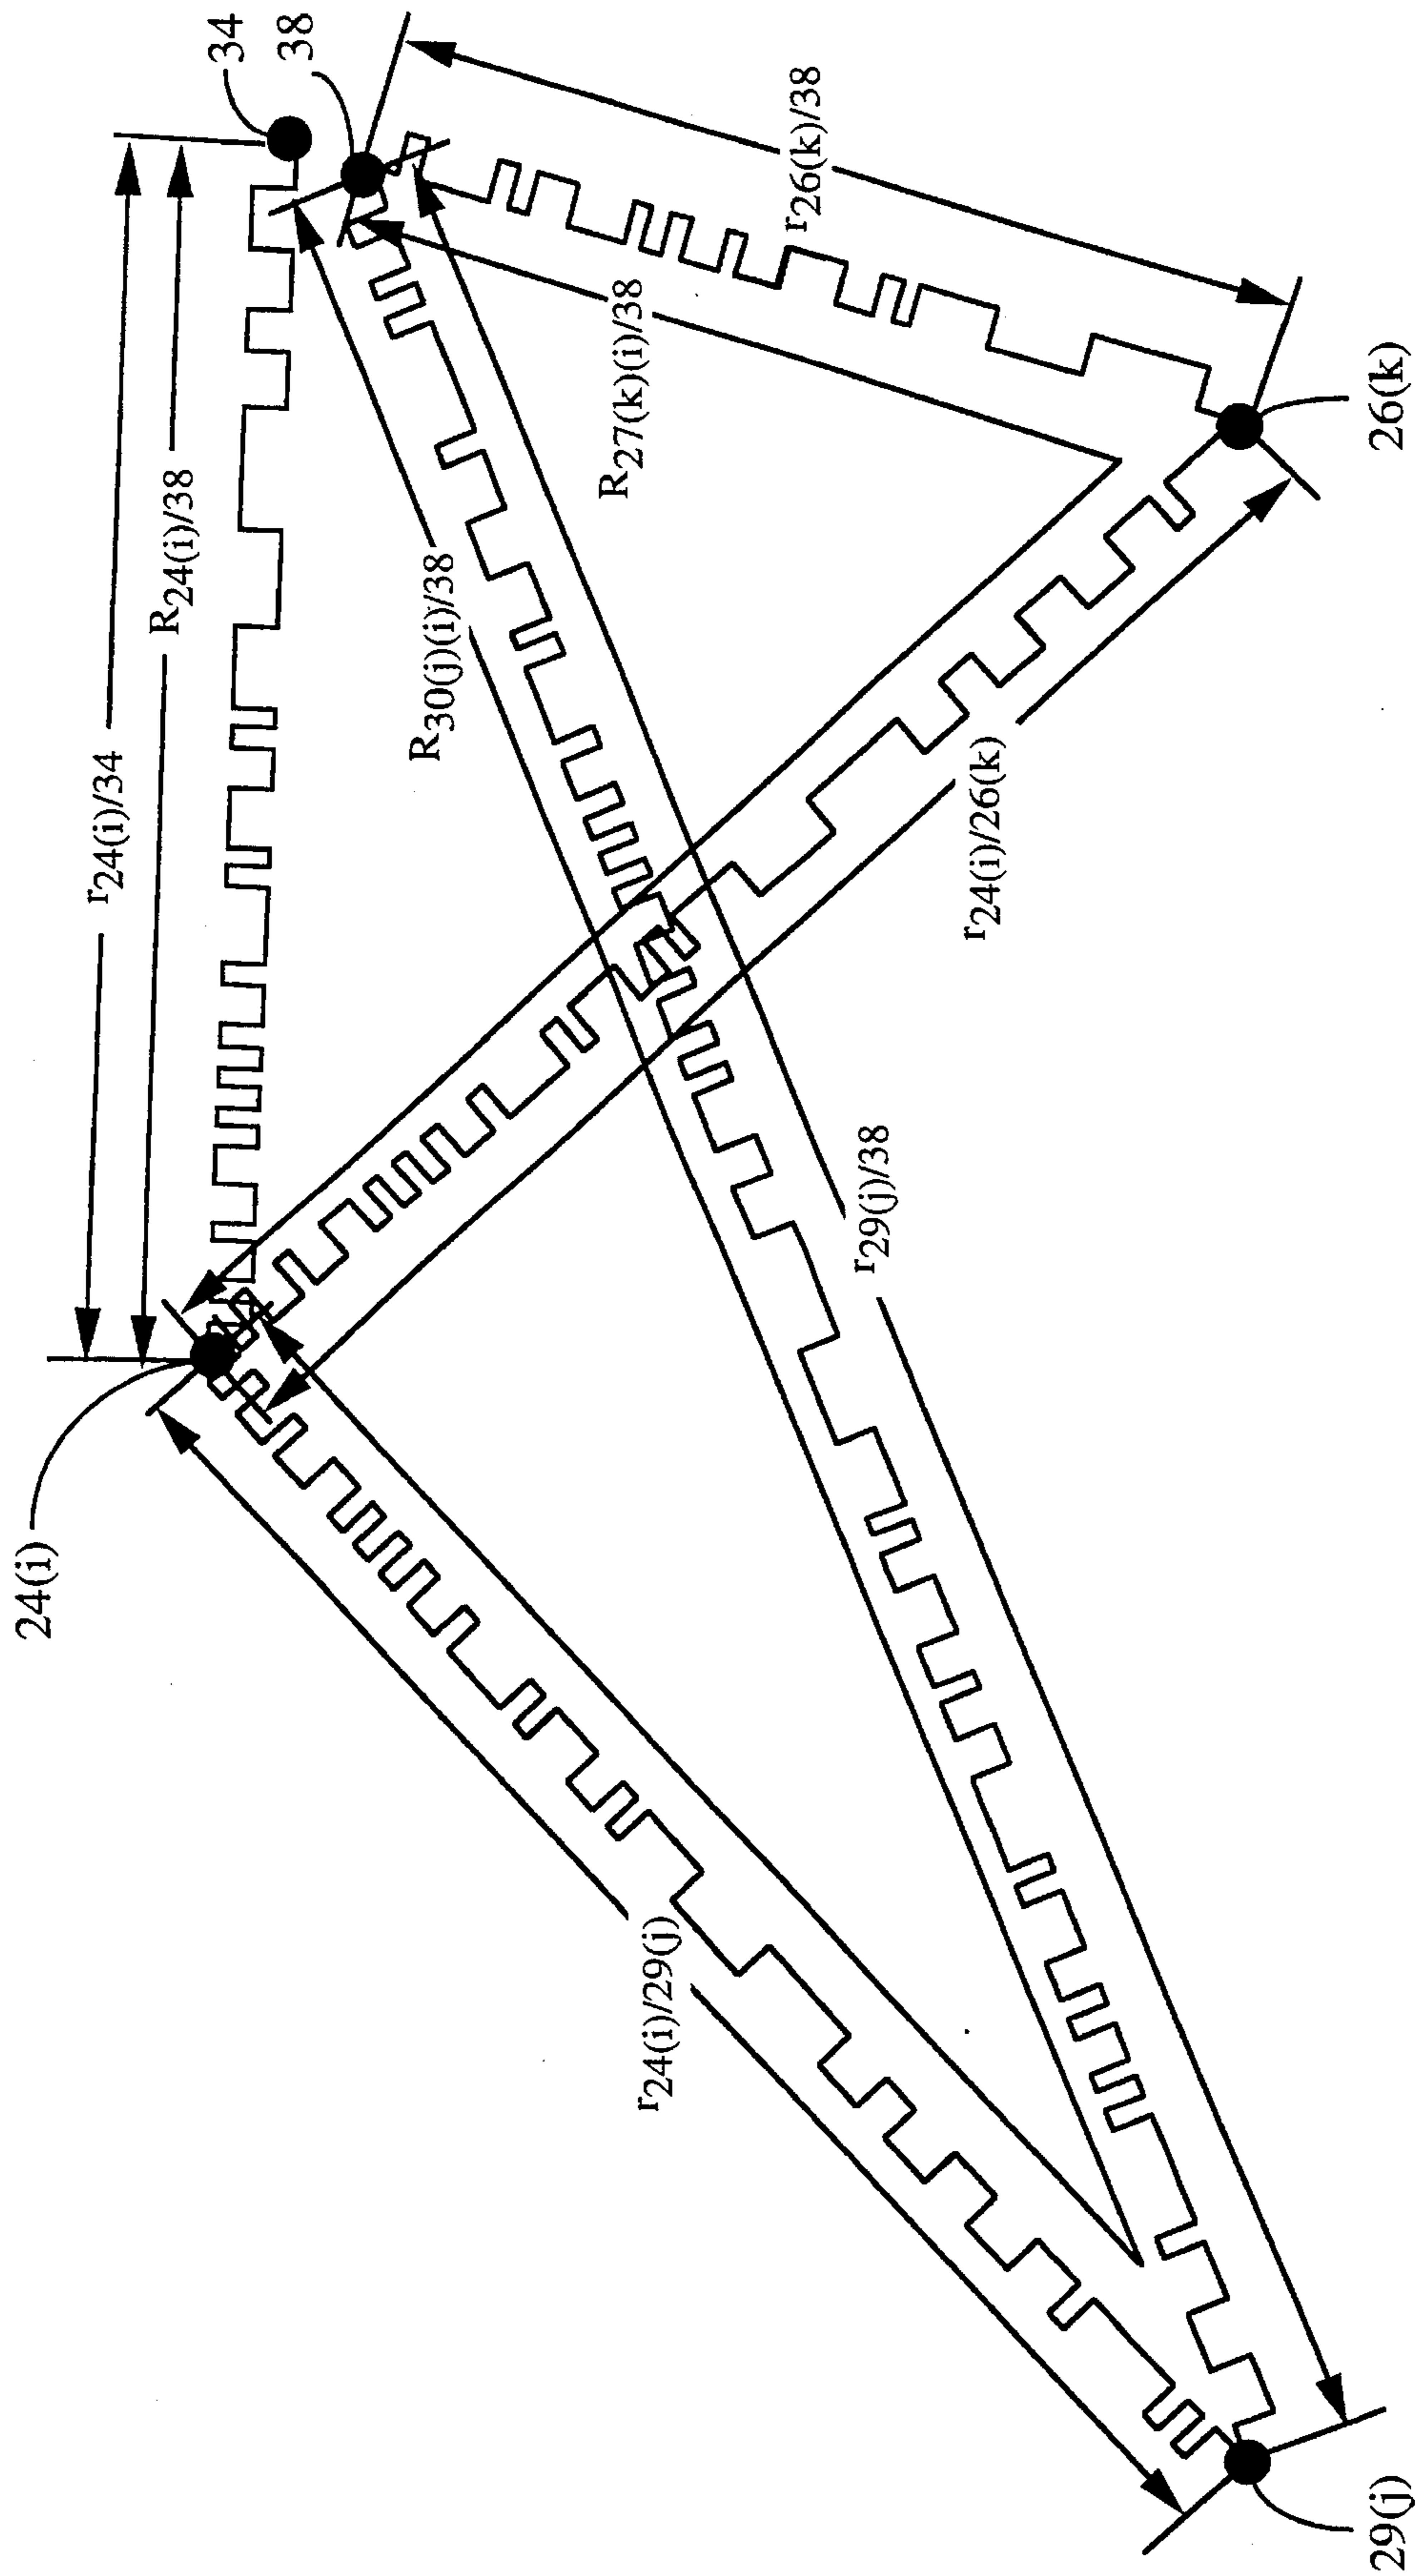 24(i)
r24(i)/34
R24(i)/38
34
38
R30(j)(i)/38
R27(k)(i)/38
r26(k)/38
r24(i)/29(j)
r29(j)/38
r24(i)/26(k)
29(j)
26(k)